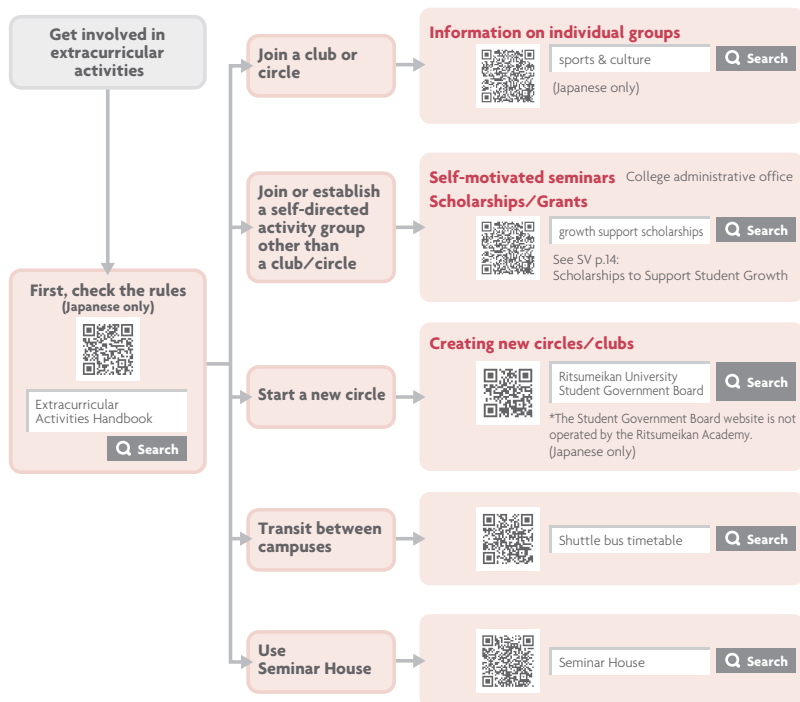 Get involved in
extracurricular
activities
First, check the rules
(Japanese only)
Extracurricular
Activities Handbook
Search
Join a club or
circle
Information on individual groups
sports & culture
Search
(Japanese only)
Join or establish
a self-directed
activity group
other than
a club/circle
Self-motivated seminars College administrative office
Scholarships/Grants
growth support scholarships
Search
See SV p.14:
Scholarships to Support Student Growth
Start a new circle
Creating new circles/clubs
Ritsumeikan University
Student Government Board
Search
*The Student Government Board website is not
operated by the Ritsumeikan Academy.
(Japanese only)
Transit between
campuses
Shuttle bus timetable
Search
Use
Seminar House
Seminar House
Search